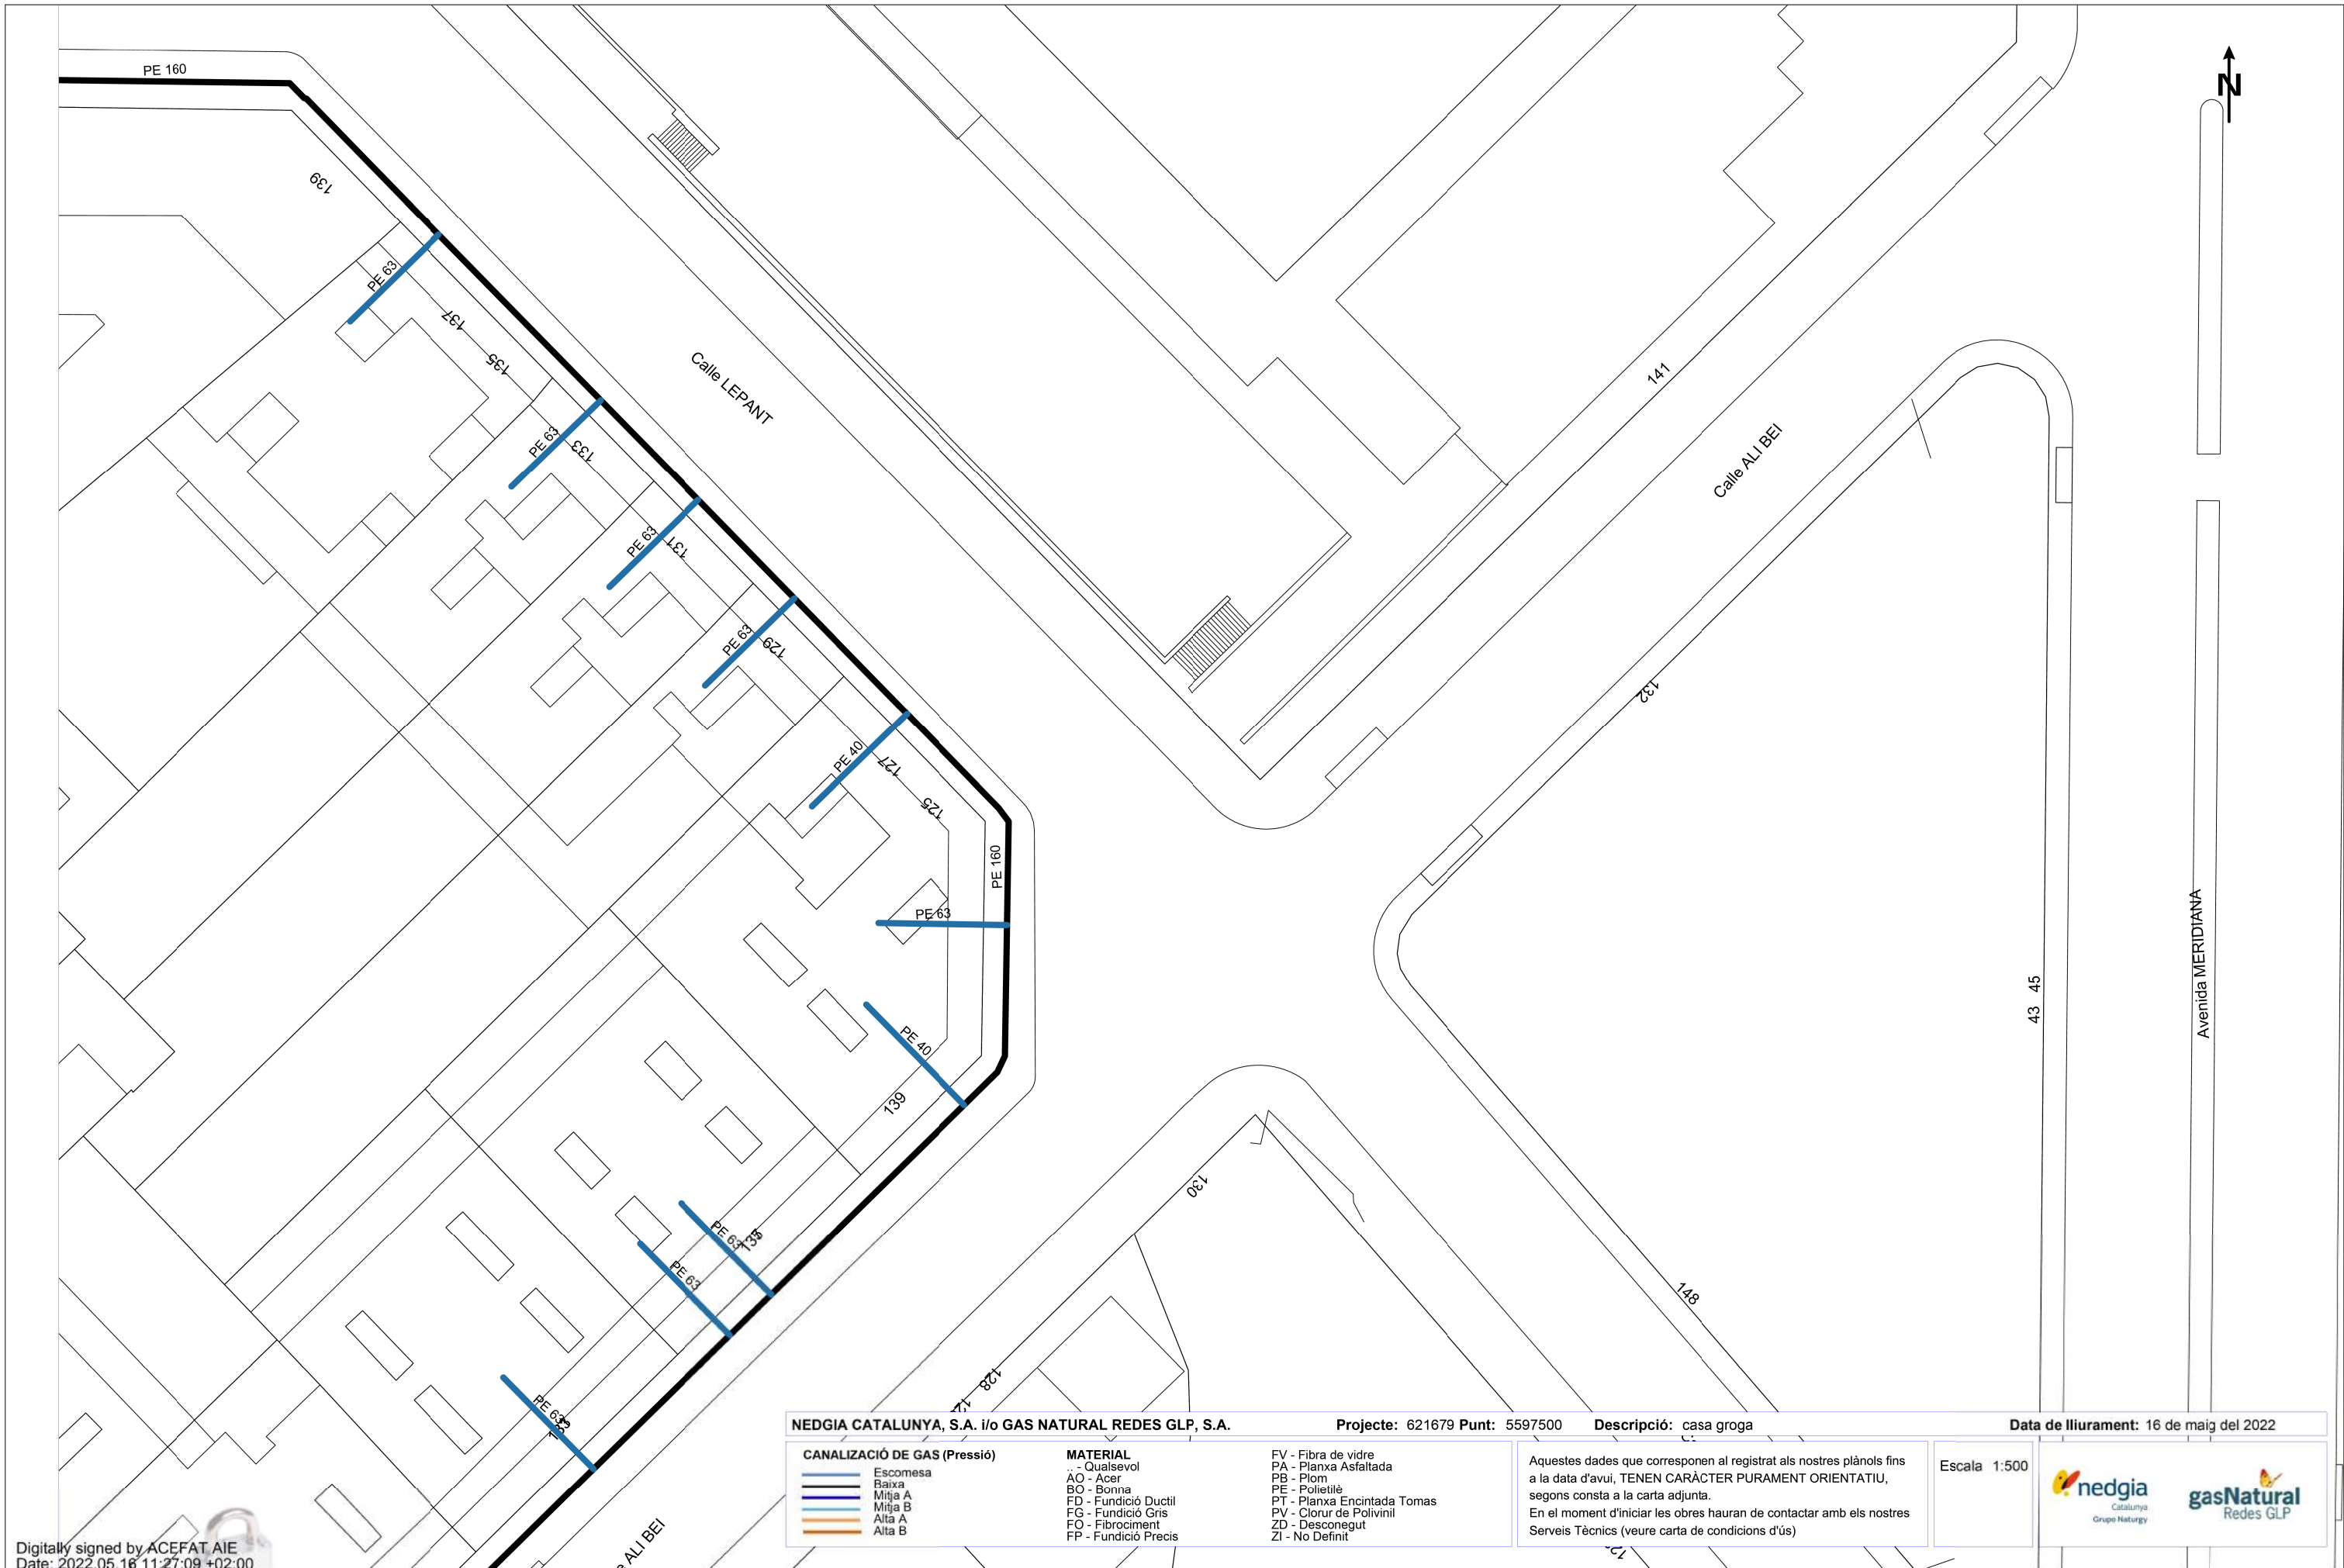 PE 160
N
139
PE 63
137
135
Calle LEPANT
141
PE 63
133
Calle ALI BEI
PE 63
131
PE 63
129
132
PE 40
127
125
PE 160
PE 63
Avenida MERIDIANA
43 45
PE 40
139
130
PE 63
PE 63
148
128
PE 63
ALI BEI
NEDGIA CATALUNYA, S.A. i/o GAS NATURAL REDES GLP, S.A. Projecte: 621679 Punt: 5597500 Descripció: casa groga Data de lliurament: 16 de maig del 2022
CANALIZACIÓ DE GAS (Pressió)
Escomesa
Baixa
Mitja A
Mitja B
Alta A
Alta B
MATERIAL
.. - Qualsevol
AO - Acer
BO - Bonna
FD - Fundició Ductil
FG - Fundició Gris
FO - Fibrociment
FP - Fundició Precis
FV - Fibra de vidre
PA - Planxa Asfaltada
PB - Plom
PE - Polietilè
PT - Planxa Encintada Tomas
PV - Clorur de Polivinil
ZD - Desconegut
ZI - No Definit
Aquestes dades que corresponen al registrat als nostres plànols fins
a la data d'avui, TENEN CARÀCTER PURAMENT ORIENTATIU,
segons consta a la carta adjunta.
En el moment d'iniciar les obres hauran de contactar amb els nostres
Serveis Tècnics (veure carta de condicions d'ús)
Escala 1:500
nedgia
Catalunya
Grupo Naturgy
gasNatural
Redes GLP
Digitally signed by ACEFAT AIE
Date: 2022.05.16 11:27:09 +02:00